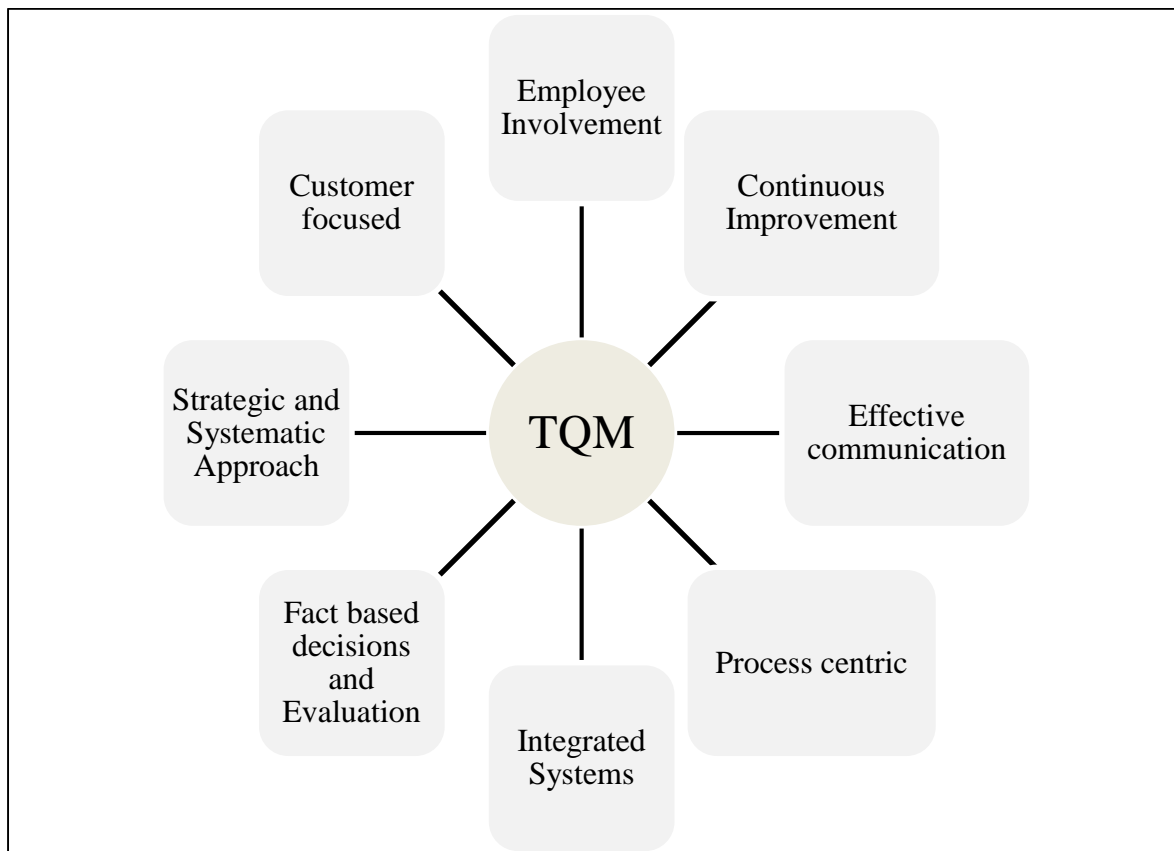 Employee
Involvement
Continuous
Improvement
Effective
communication
Process centric
Integrated
Systems
Fact based
decisions
and
Evaluation
Strategic and
Systematic
Approach
Customer
focused
TQM